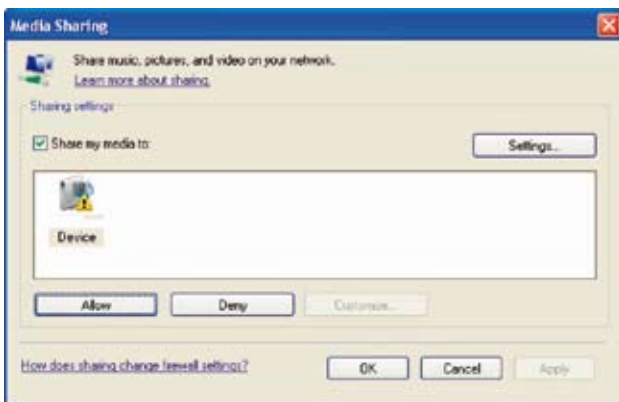 Media Sharing
Share music, pictures, and video on your network.
Learn more about sharing.
Sharing settings
Share my media to:
Settings...
Device
Allow
Deny
Customize...
How does sharing change firewall settings?
OK
Cancel
Apply